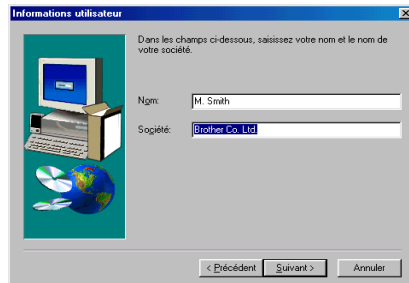 Informations utilisateur
Dans les champs ci-dessous, saisissez votre nom et le nom de
votre société.
Nom: M. Smith
Société: Brother Co. Ltd.
< Précédent Suivant > Annuler